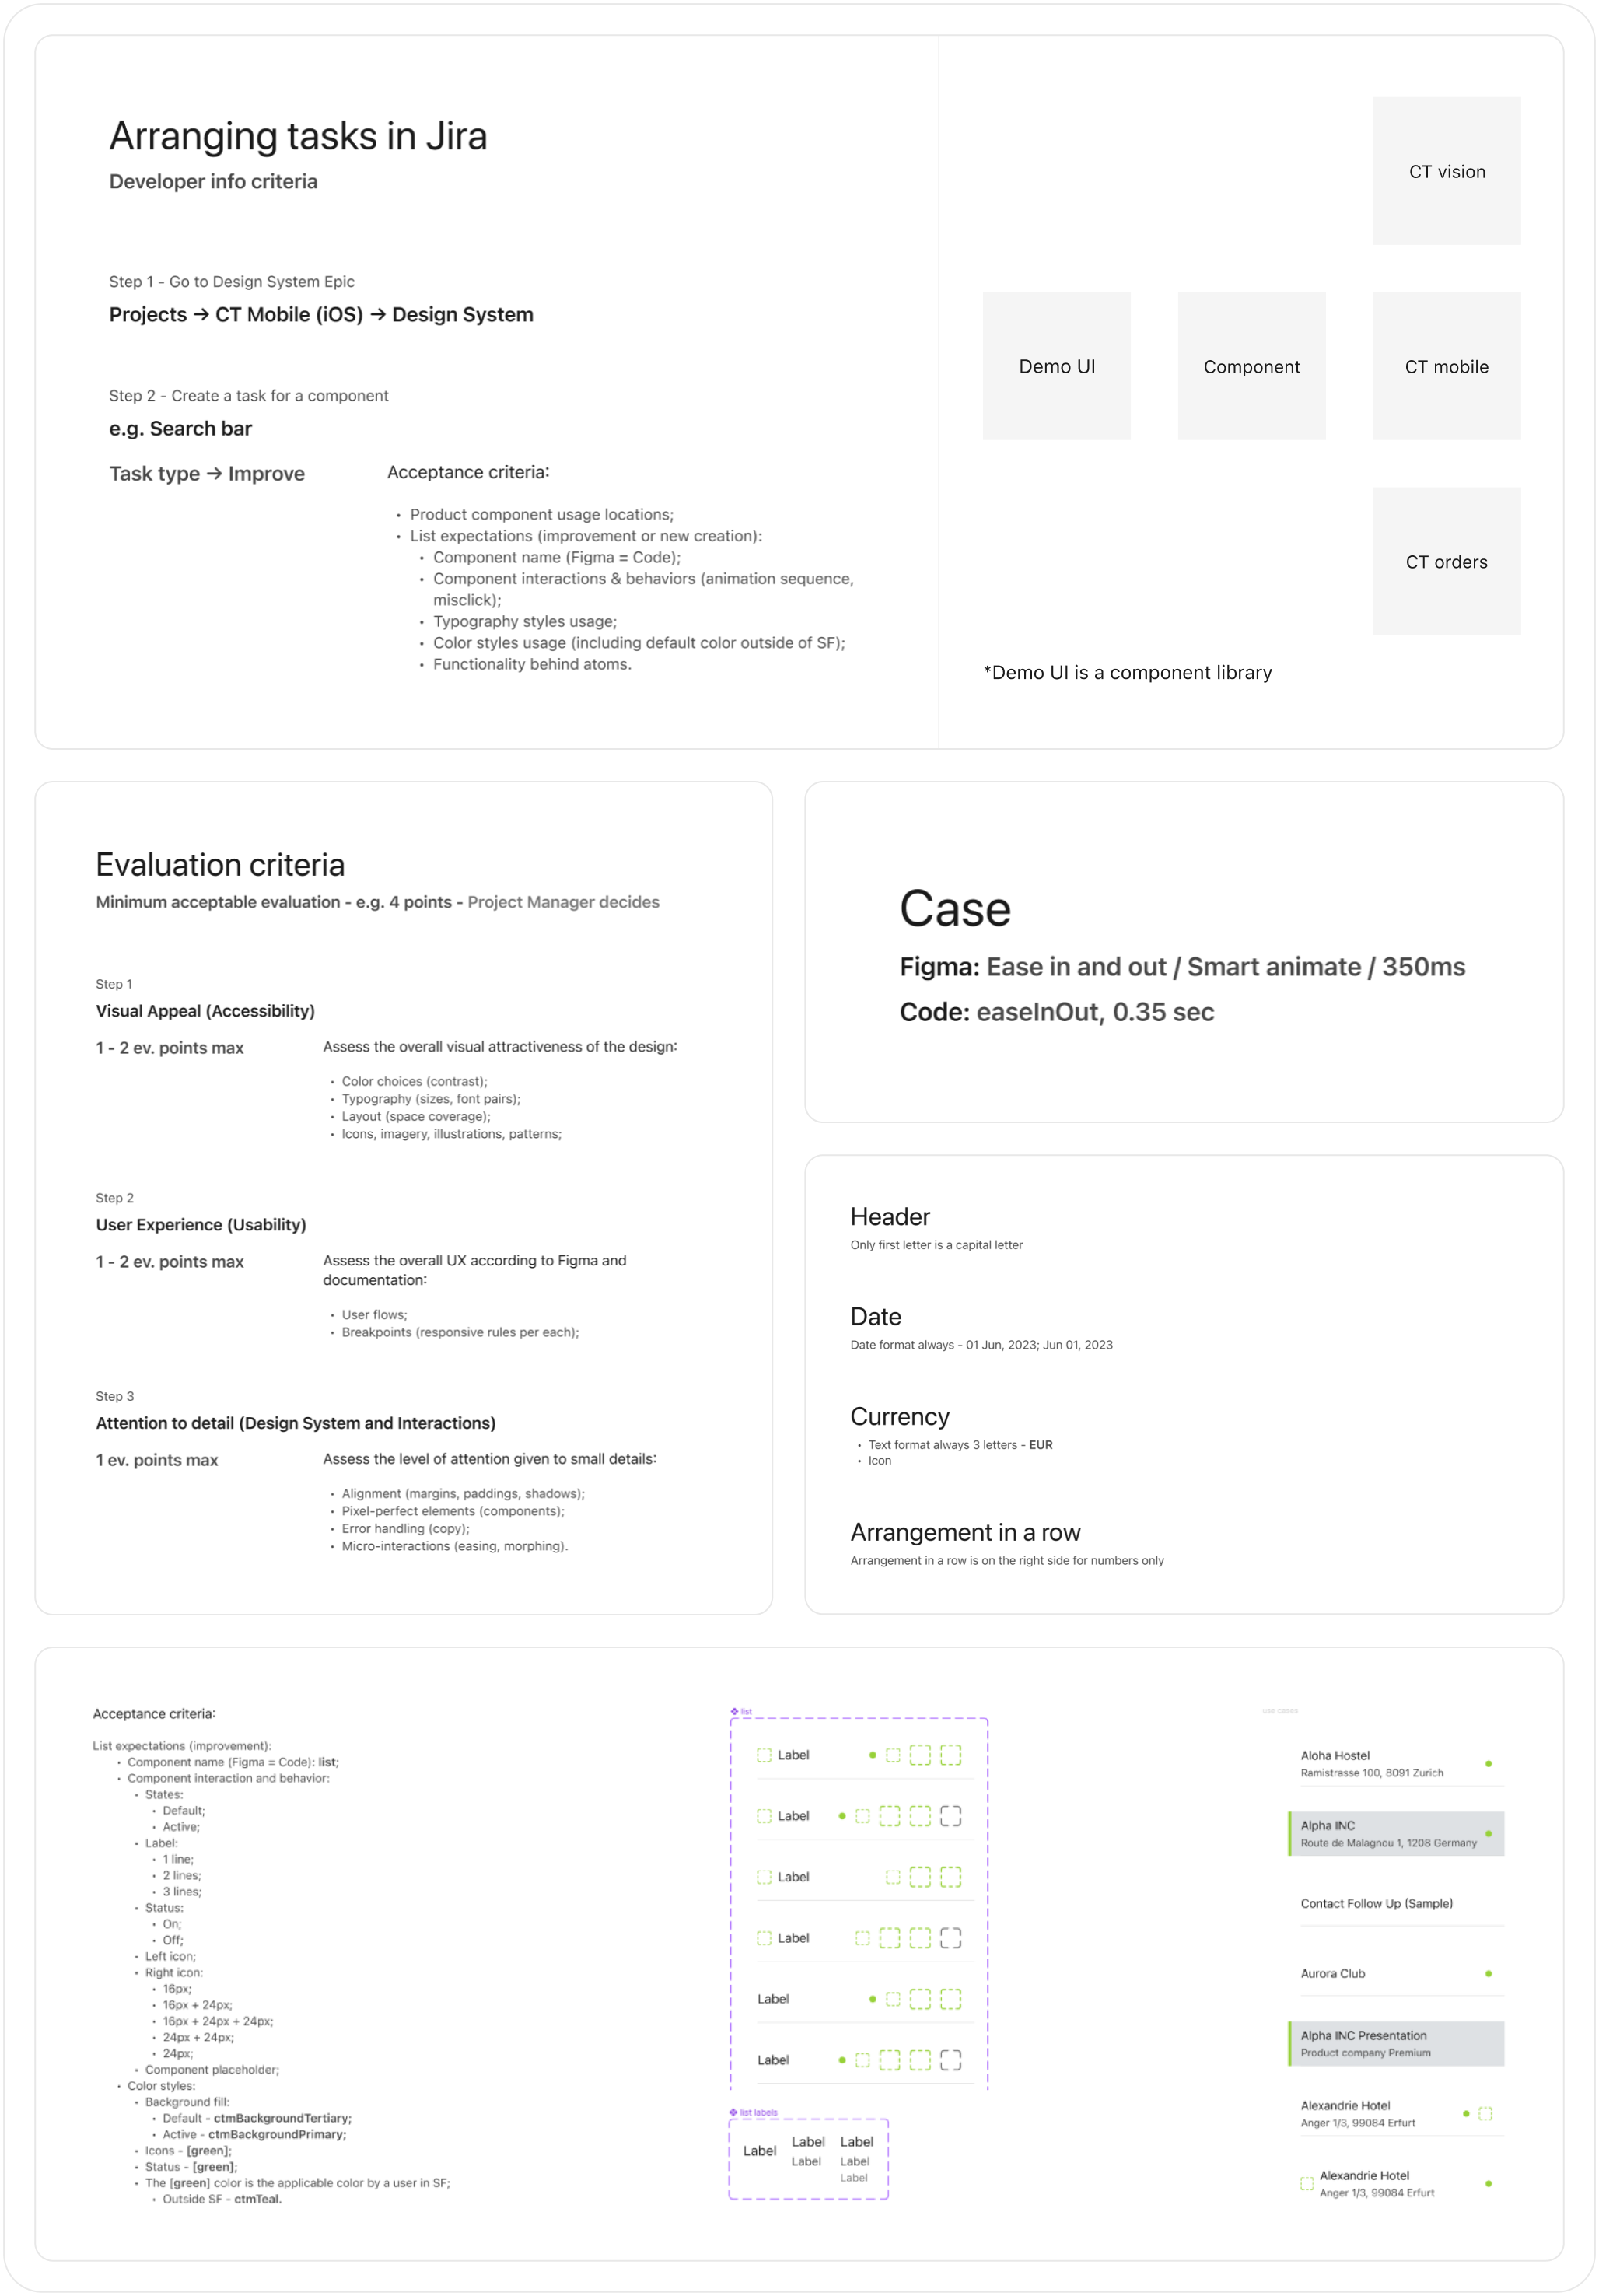 Arranging tasks in Jira
Developer info criteria
Step 1 - Go to Design System Epic
Projects → CT Mobile (iOS) → Design System
Step 2 - Create a task for a component
e.g. Search bar
Task type → Improve
Acceptance criteria:
• Product component usage locations;
• List expectations (improvement or new creation):
• Component name (Figma = Code);
• Component interactions & behaviors (animation sequence,
misclick);
• Typography styles usage;
• Color styles usage (including default color outside of SF);
• Functionality behind atoms.
CT vision
Demo UI
Component
CT mobile
CT orders
*Demo UI is a component library
Evaluation criteria
Minimum acceptable evaluation - e.g. 4 points - Project Manager decides
Step 1
Visual Appeal (Accessibility)
1 - 2 ev. points max
Assess the overall visual attractiveness of the design:
• Color choices (contrast);
• Typography (sizes, font pairs);
• Layout (space coverage);
• Icons, imagery, illustrations, patterns;
Step 2
User Experience (Usability)
1 - 2 ev. points max
Assess the overall UX according to Figma and
documentation:
• User flows;
• Breakpoints (responsive rules per each);
Step 3
Attention to detail (Design System and Interactions)
1 ev. points max
Assess the level of attention given to small details:
• Alignment (margins, paddings, shadows);
• Pixel-perfect elements (components);
• Error handling (copy);
• Micro-interactions (easing, morphing).
Case
Figma: Ease in and out / Smart animate / 350ms
Code: easeInOut, 0.35 sec
Header
Only first letter is a capital letter
Date
Date format always - 01 Jun, 2023; Jun 01, 2023
Currency
• Text format always 3 letters - EUR
• Icon
Arrangement in a row
Arrangement in a row is on the right side for numbers only
Acceptance criteria:
List expectations (improvement):
• Component name (Figma = Code): list;
• Component interaction and behavior:
• States:
• Default;
• Active;
• Label:
• 1 line;
• 2 lines;
• 3 lines;
• Status:
• On;
• Off;
• Left icon;
• Right icon:
• 16px;
• 16px + 24px;
• 16px + 24px + 24px;
• 24px + 24px;
• 24px;
• Component placeholder;
• Color styles:
• Background fill:
• Default - ctmBackgroundTertiary;
• Active - ctmBackgroundPrimary;
• Icons - [green];
• Status - [green];
• The [green] color is the applicable color by a user in SF;
• Outside SF - ctmTeal.
list
Label
Label
Label
Label
Label
Label
list labels
Label
Label
Label
Label
Label
Label
use cases
Aloha Hostel
Ramistrasse 100, 8091 Zurich
Alpha INC
Route de Malagnou 1, 1208 Germany
Contact Follow Up (Sample)
Aurora Club
Alpha INC Presentation
Product company Premium
Alexandrie Hotel
Anger 1/3, 99084 Erfurt
Alexandrie Hotel
Anger 1/3, 99084 Erfurt